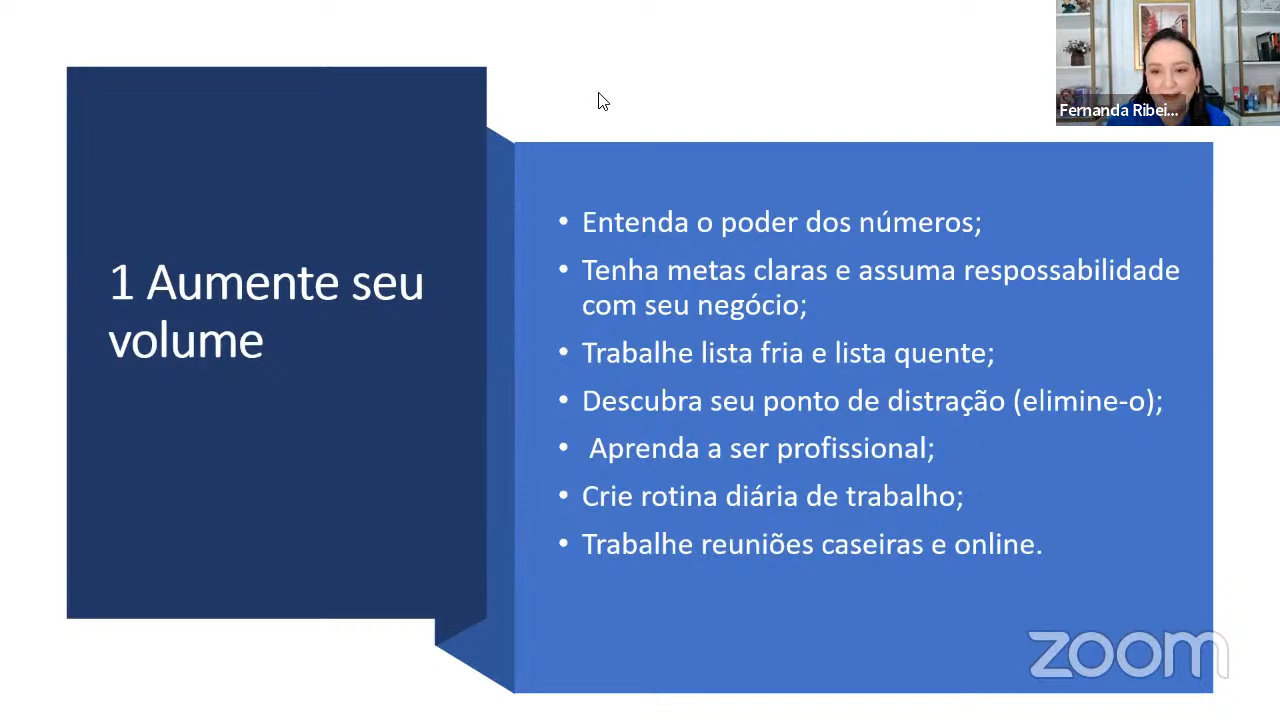 Fernanda Ribei...
1 Aumente seu
volume
• Entenda o poder dos números;
• Tenha metas claras e assuma respossabilidade
com seu negócio;
• Trabalhe lista fria e lista quente;
• Descubra seu ponto de distração (elimine-o);
• Aprenda a ser profissional;
• Crie rotina diária de trabalho;
• Trabalhe reuniões caseiras e online.
zoom